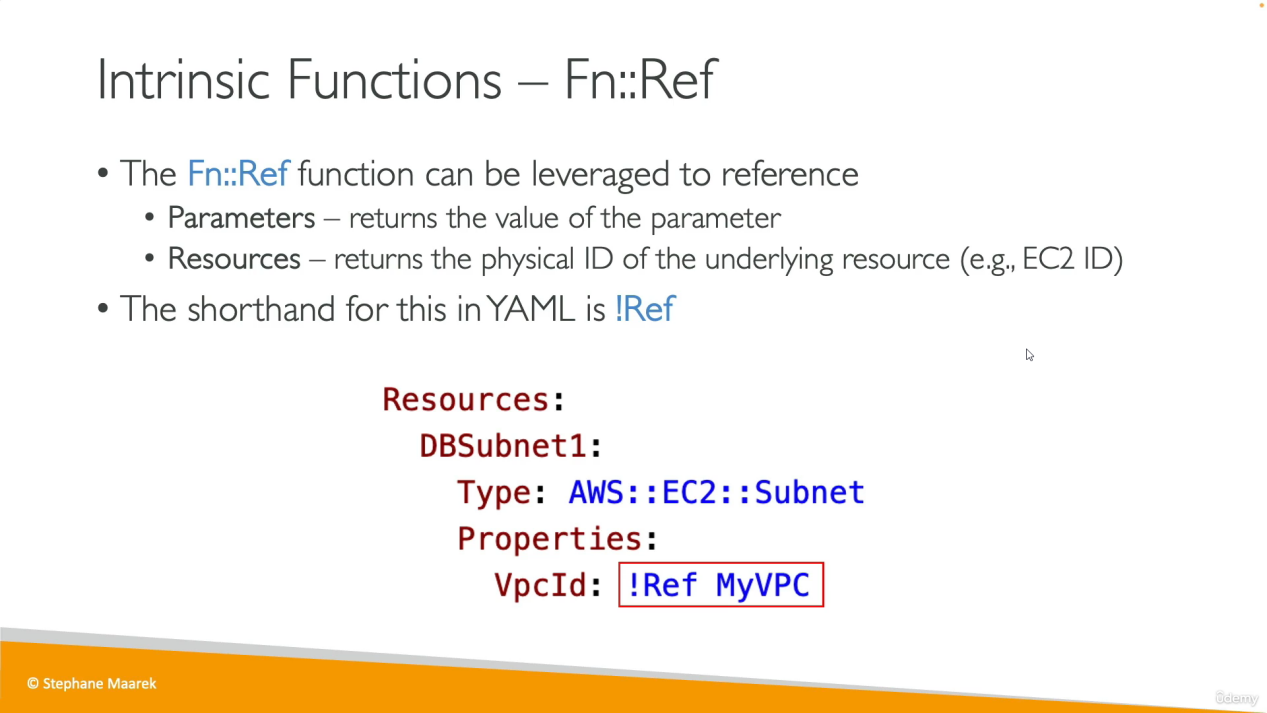 Intrinsic Functions – Fn::Ref
• The Fn::Ref function can be leveraged to reference
• Parameters – returns the value of the parameter
• Resources – returns the physical ID of the underlying resource (e.g., EC2 ID)
• The shorthand for this in YAML is !Ref
Resources:
DBSubnet1:
Type: AWS::EC2::Subnet
Properties:
VpcId: !Ref MyVPC
© Stephane Maarek
ûdemy